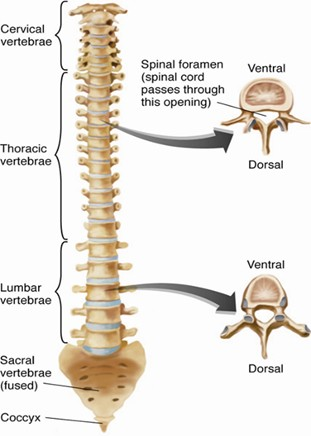 Cervical
vertebrae
Spinal foramen
(spinal cord
passes through
this opening)
Ventral
Dorsal
Thoracic
vertebrae
Lumbar
vertebrae
Ventral
Dorsal
Sacral
vertebrae
(fused)
Coccyx